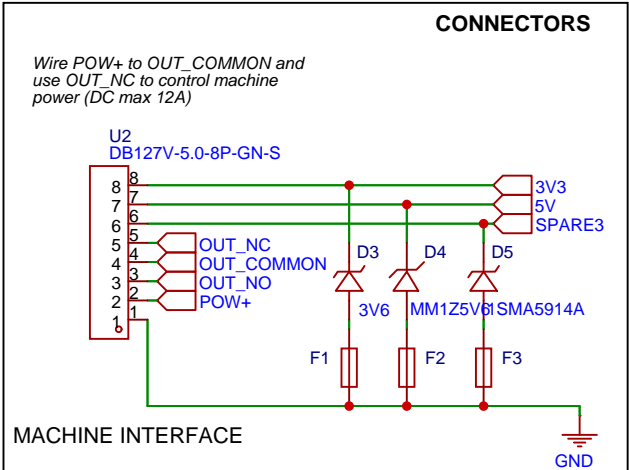 CONNECTORS
Wire POW+ to OUT_COMMON and
use OUT_NC to control machine
power (DC max 12A)
U2
DB127V-5.0-8P-GN-S
8 8 3V3
7 7 5V
6 6 SPARE3
5 5 OUT_NC
4 4 OUT_COMMON
3 3 OUT_NO
2 2 POW+
1 1
D3 D4 D5
3V6 MM1Z5V6 1SMA5914A
F1 F2 F3
MACHINE INTERFACE
GND